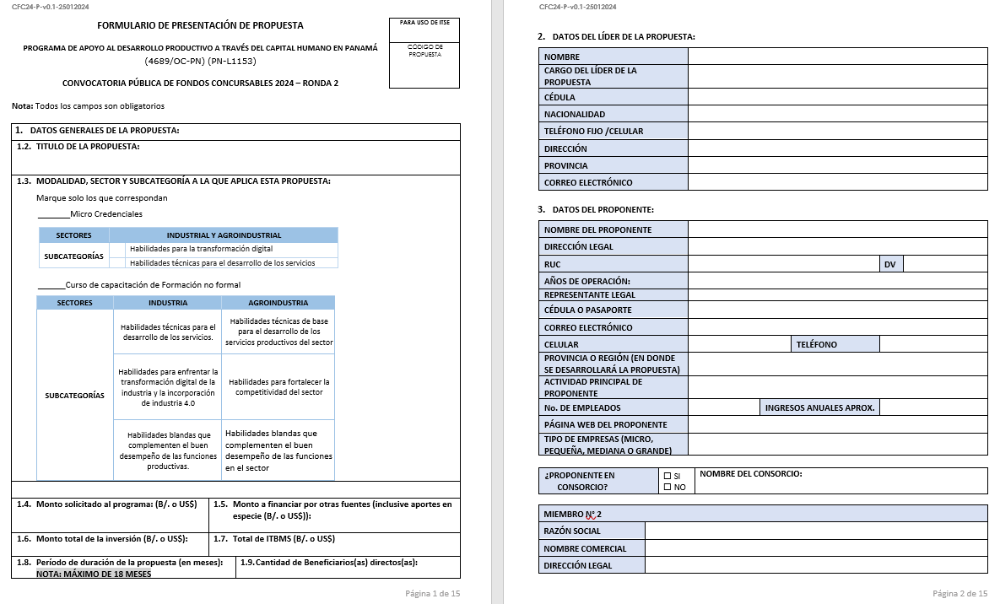 CFC24-P-v0.1-25012024
FORMULARIO DE PRESENTACIÓN DE PROPUESTA
PARA USO DE ITSE
CÓDIGO DE
PROPUESTA
PROGRAMA DE APOYO AL DESARROLLO PRODUCTIVO A TRAVÉS DEL CAPITAL HUMANO EN PANAMÁ
(4689/OC-PN) (PN-L1153)
CONVOCATORIA PÚBLICA DE FONDOS CONCURSABLES 2024 – RONDA 2
Nota: Todos los campos son obligatorios
1. DATOS GENERALES DE LA PROPUESTA:
1.2. TITULO DE LA PROPUESTA:
1.3. MODALIDAD, SECTOR Y SUBCATEGORÍA A LA QUE APLICA ESTA PROPUESTA:
Marque solo los que correspondan
_______Micro Credenciales
SECTORES INDUSTRIAL Y AGROINDUSTRIAL
SUBCATEGORÍAS
Habilidades para la transformación digital
Habilidades técnicas para el desarrollo de los servicios
______Curso de capacitación de Formación no formal
SECTORES INDUSTRIA AGROINDUSTRIA
SUBCATEGORÍAS
Habilidades técnicas para el
desarrollo de los servicios.
Habilidades técnicas de base
para el desarrollo de los
servicios productivos del sector
Habilidades para enfrentar la
transformación digital de la
industria y la incorporación
de industria 4.0
Habilidades para fortalecer la
competitividad del sector
Habilidades blandas que
complementen el buen
desempeño de las funciones
productivas.
Habilidades blandas que
complementen el buen
desempeño de las funciones
en el sector
1.4. Monto solicitado al programa: (B/. o US$)
1.5. Monto a financiar por otras fuentes (inclusive aportes en
especie (B/. o US$)):
1.6. Monto total de la inversión (B/. o US$):
1.7. Total de ITBMS (B/. o US$)
1.8. Período de duración de la propuesta (en meses):
NOTA: MÁXIMO DE 18 MESES
1.9. Cantidad de Beneficiarios(as) directos(as):
Página 1 de 15
CFC24-P-v0.1-25012024
2. DATOS DEL LÍDER DE LA PROPUESTA:
NOMBRE
CARGO DEL LÍDER DE LA
PROPUESTA
CÉDULA
NACIONALIDAD
TELÉFONO FIJO /CELULAR
DIRECCIÓN
PROVINCIA
CORREO ELECTRÓNICO
3. DATOS DEL PROPONENTE:
NOMBRE DEL PROPONENTE
DIRECCIÓN LEGAL
RUC DV
AÑOS DE OPERACIÓN:
REPRESENTANTE LEGAL
CÉDULA O PASAPORTE
CORREO ELECTRÓNICO
CELULAR TELÉFONO
PROVINCIA O REGIÓN (EN DONDE
SE DESARROLLARÁ LA PROPUESTA)
ACTIVIDAD PRINCIPAL DE
PROPONENTE
No. DE EMPLEADOS INGRESOS ANUALES APROX.
PÁGINA WEB DEL PROPONENTE
TIPO DE EMPRESAS (MICRO,
PEQUEÑA, MEDIANA O GRANDE)
¿PROPONENTE EN
CONSORCIO?
☐ SI
☐ NO
NOMBRE DEL CONSORCIO:
MIEMBRO N° 2
RAZÓN SOCIAL
NOMBRE COMERCIAL
DIRECCIÓN LEGAL
Página 2 de 15